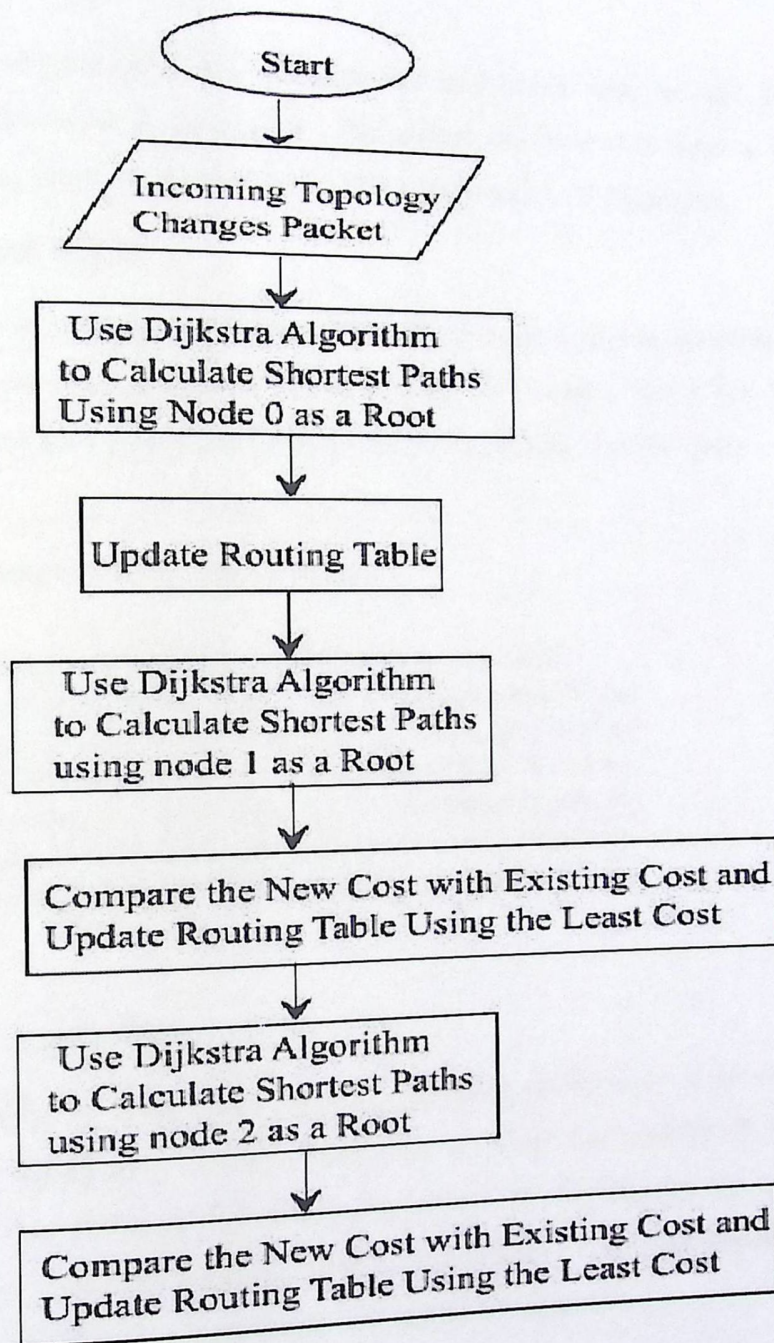 Start
Incoming Topology
Changes Packet
Use Dijkstra Algorithm
to Calculate Shortest Paths
Using Node 0 as a Root
Update Routing Table
Use Dijkstra Algorithm
to Calculate Shortest Paths
using node 1 as a Root
Compare the New Cost with Existing Cost and
Update Routing Table Using the Least Cost
Use Dijkstra Algorithm
to Calculate Shortest Paths
using node 2 as a Root
Compare the New Cost with Existing Cost and
Update Routing Table Using the Least Cost